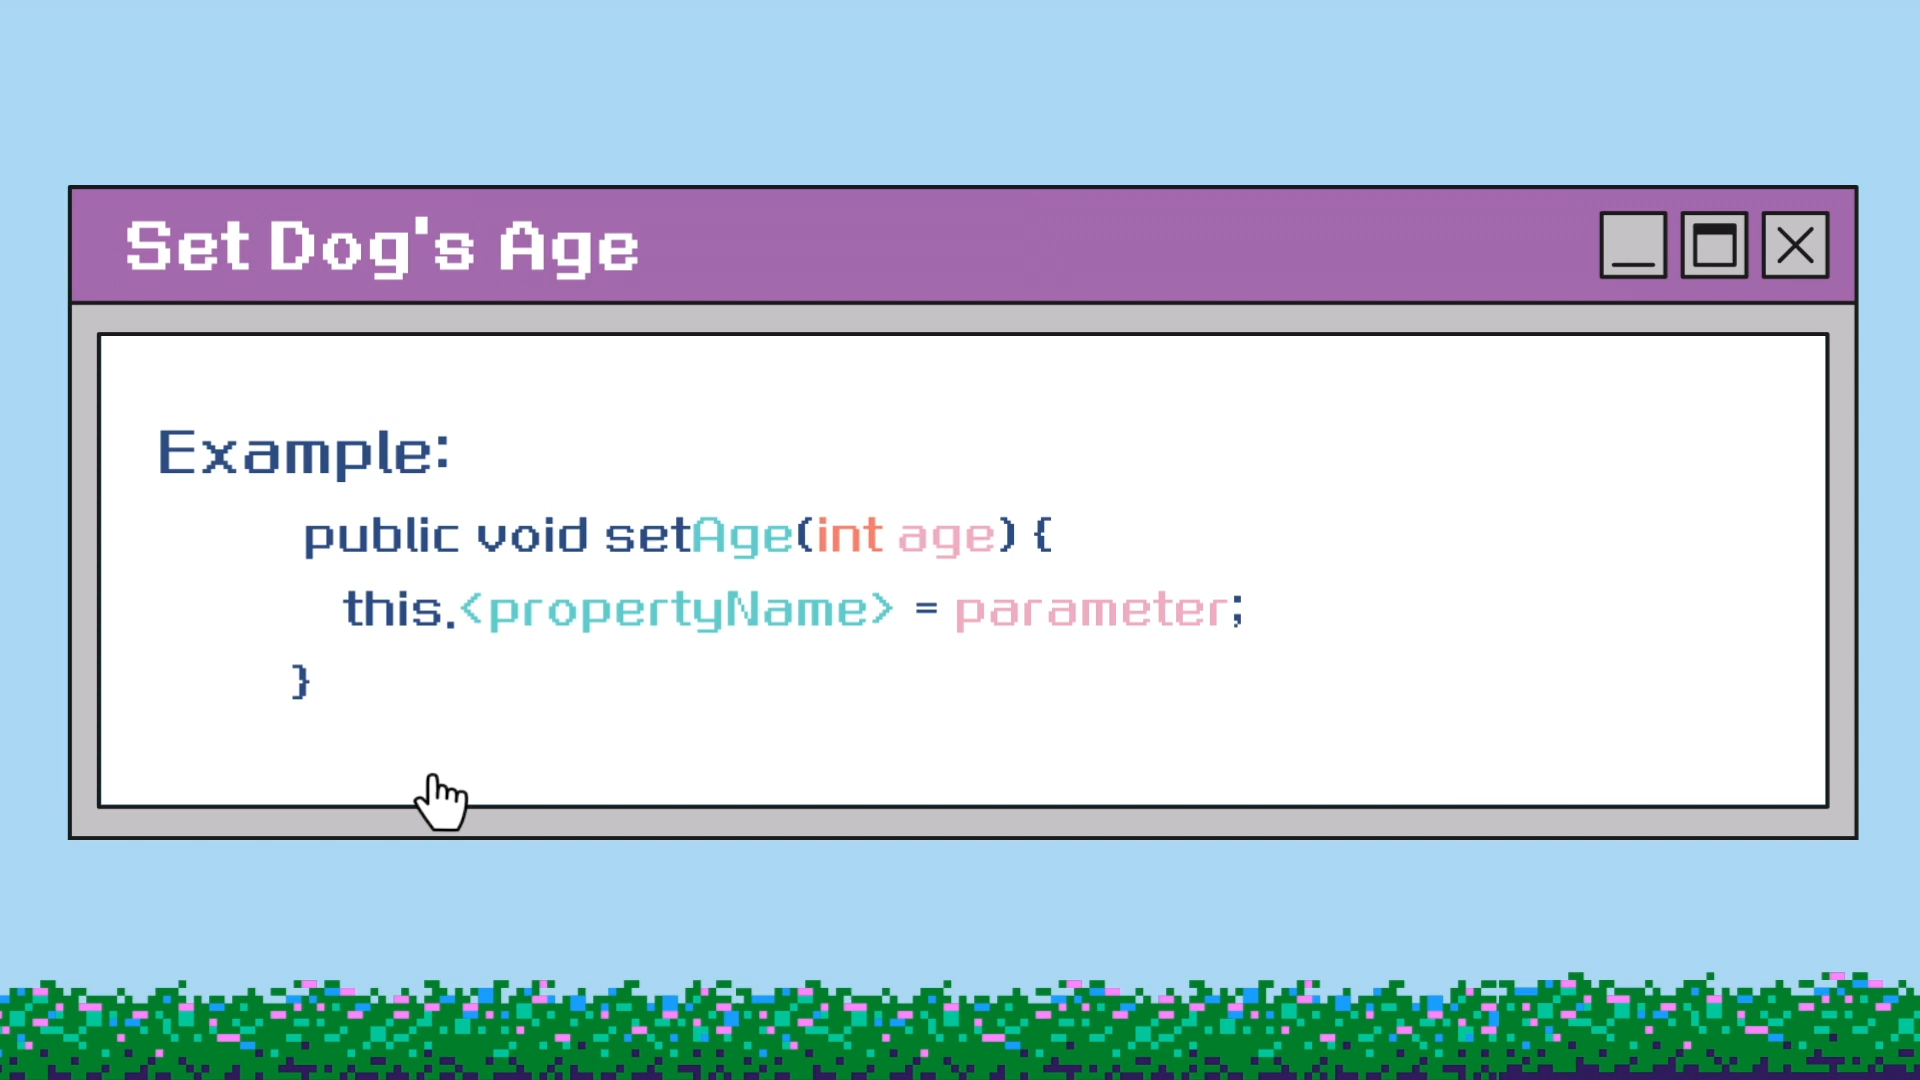 Set Dog's Age
Example:
public void setAge(int age) {
this.<propertyName> = parameter;
}